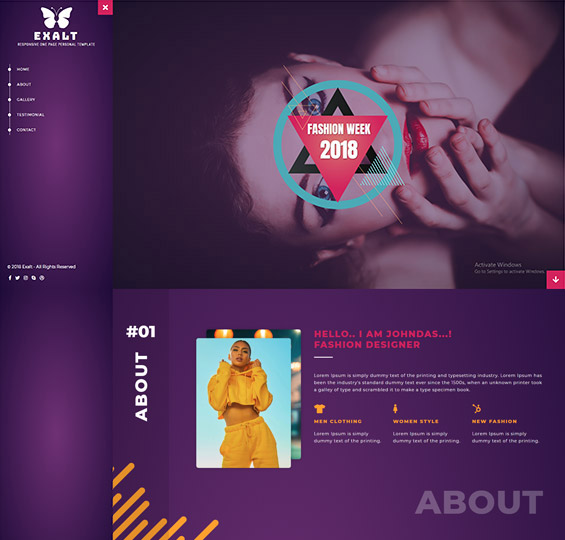 EXALT
RESPONSIVE ONE PAGE PERSONAL TEMPLATE
HOME
ABOUT
GALLERY
TESTIMONIAL
CONTACT
© 2018 Exalt - All Rights Reserved
FASHION WEEK
2018
Activate Windows
Go to Settings to activate Windows.
#01
ABOUT
HELLO.. I AM JOHNDAS...!
FASHION DESIGNER
Lorem Ipsum is simply dummy text of the printing and typesetting industry. Lorem Ipsum has
been the industry's standard dummy text ever since the 1500s, when an unknown printer took
a galley of type and scrambled it to make a type specimen book.
MEN CLOTHING
Lorem Ipsum is simply
dummy text of the printing.
WOMEN STYLE
Lorem Ipsum is simply
dummy text of the printing.
NEW FASHION
Lorem Ipsum is simply
dummy text of the printing.
ABOUT